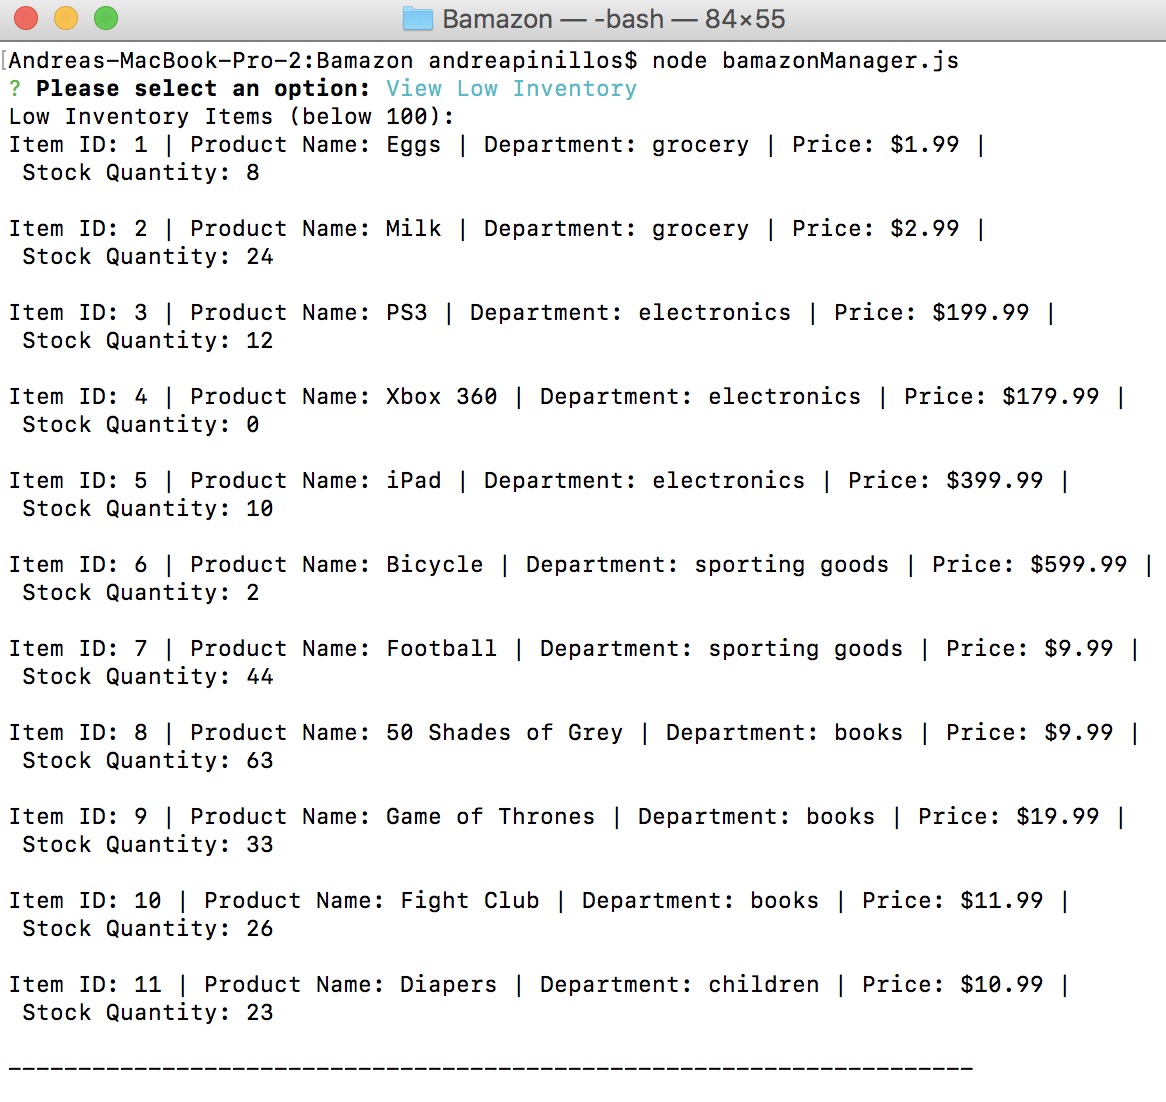 Bamazon — -bash — 84×55
[Andreas-MacBook-Pro-2:Bamazon andreapinillos$ node bamazonManager.js
? Please select an option: View Low Inventory
Low Inventory Items (below 100):
Item ID: 1 | Product Name: Eggs | Department: grocery | Price: $1.99 |
 Stock Quantity: 8
Item ID: 2 | Product Name: Milk | Department: grocery | Price: $2.99 |
 Stock Quantity: 24
Item ID: 3 | Product Name: PS3 | Department: electronics | Price: $199.99 |
 Stock Quantity: 12
Item ID: 4 | Product Name: Xbox 360 | Department: electronics | Price: $179.99 |
 Stock Quantity: 0
Item ID: 5 | Product Name: iPad | Department: electronics | Price: $399.99 |
 Stock Quantity: 10
Item ID: 6 | Product Name: Bicycle | Department: sporting goods | Price: $599.99 |
 Stock Quantity: 2
Item ID: 7 | Product Name: Football | Department: sporting goods | Price: $9.99 |
 Stock Quantity: 44
Item ID: 8 | Product Name: 50 Shades of Grey | Department: books | Price: $9.99 |
 Stock Quantity: 63
Item ID: 9 | Product Name: Game of Thrones | Department: books | Price: $19.99 |
 Stock Quantity: 33
Item ID: 10 | Product Name: Fight Club | Department: books | Price: $11.99 |
 Stock Quantity: 26
Item ID: 11 | Product Name: Diapers | Department: children | Price: $10.99 |
 Stock Quantity: 23
_____________________________________________________________________